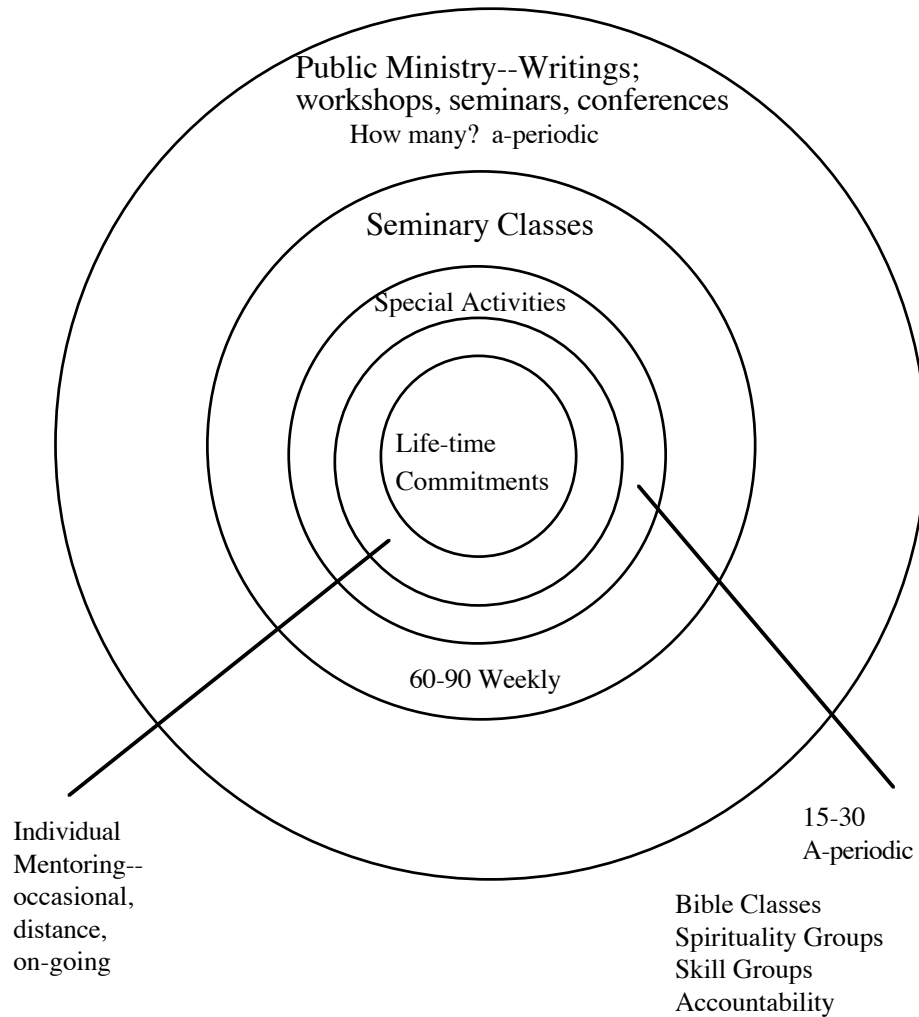 Public Ministry--Writings;
workshops, seminars, conferences
How many? a-periodic
Seminary Classes
Special Activities
Life-time
Commitments
60-90 Weekly
Individual
Mentoring--
occasional,
distance,
on-going
15-30
A-periodic
Bible Classes
Spirituality Groups
Skill Groups
Accountability